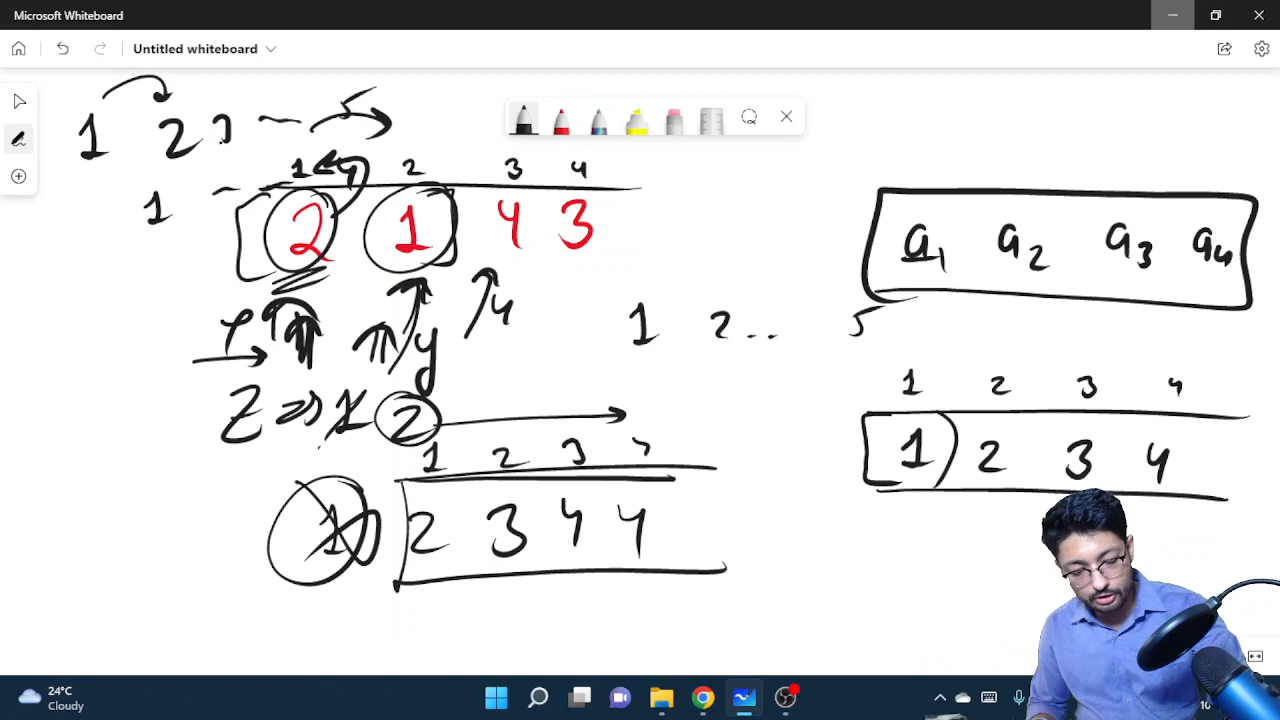 Microsoft Whiteboard
Untitled whiteboard
1 2 3 ~ 5
1 2 3 4
1 ~ 2 1 4 3
a1 a2 a3 a4
y 4
1 2 .. 5
1 2 3 4
Z => x 2
1 2 3 4
1 2 3 4
1 2 3 4 4
24°C
Cloudy